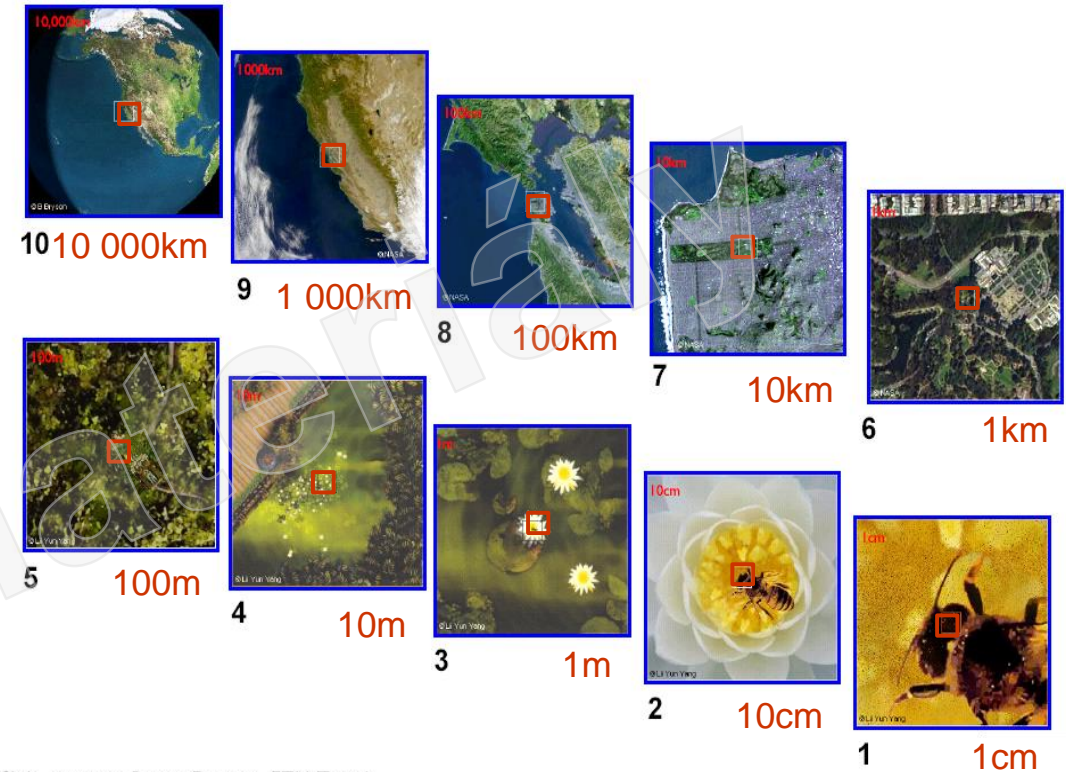 10,000km
©B Bryson
10 10 000km
1000km
©NASA
9 1 000km
100km
©NASA
8 100km
10km
©NASA
7 10km
1km
©NASA
6 1km
100m
©Li Yun Yang
5 100m
10m
©Li Yun Yang
4 10m
1m
©Li Yun Yang
3 1m
10cm
©Li Yun Yang
2 10cm
1cm
©Li Yun Yang
1 1cm
ateriály